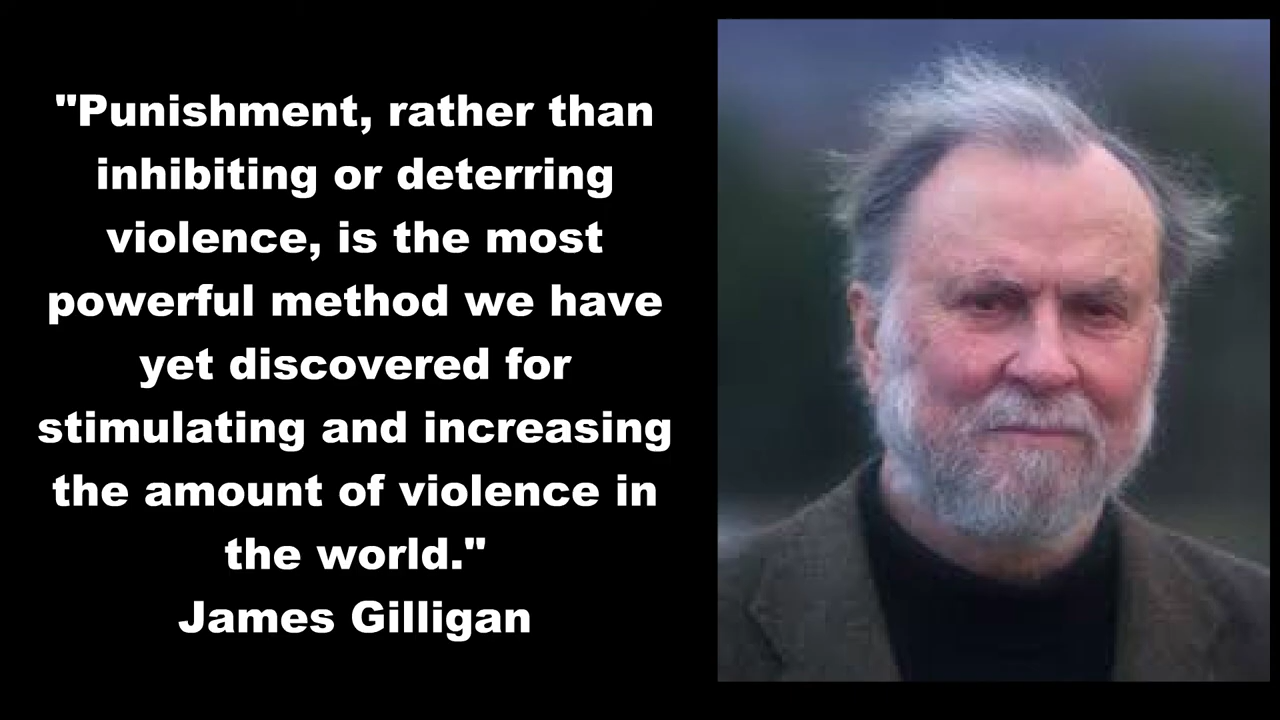 "Punishment, rather than
inhibiting or deterring
violence, is the most
powerful method we have
yet discovered for
stimulating and increasing
the amount of violence in
the world."
James Gilligan